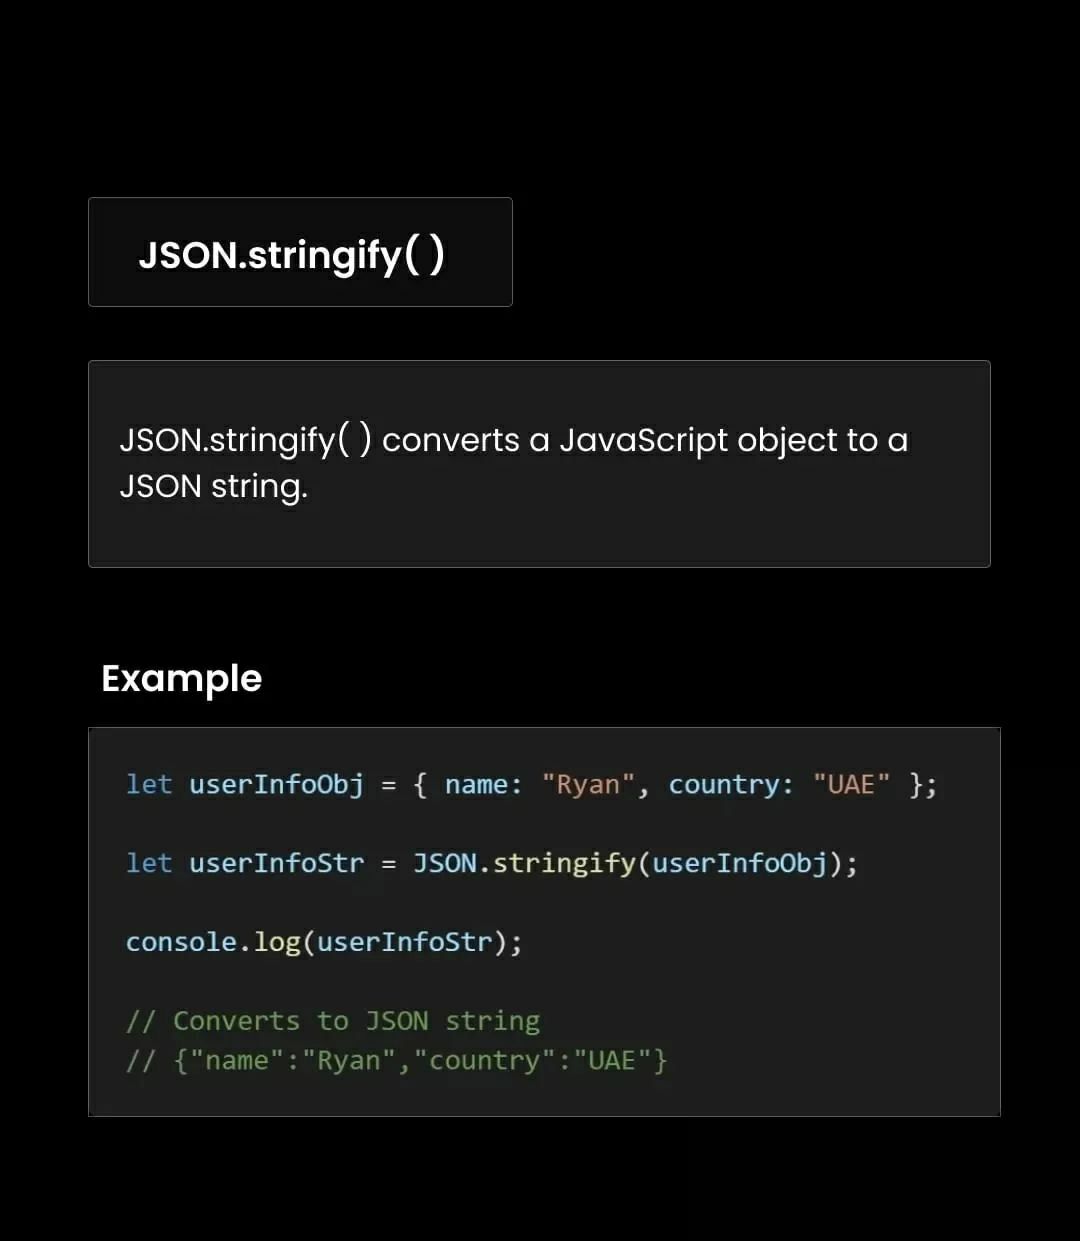 JSON.stringify( )
JSON.stringify( ) converts a JavaScript object to a
JSON string.
Example
let userInfoObj = { name: "Ryan", country: "UAE" };
let userInfoStr = JSON.stringify(userInfoObj);
console.log(userInfoStr);
// Converts to JSON string
// {"name":"Ryan","country":"UAE"}